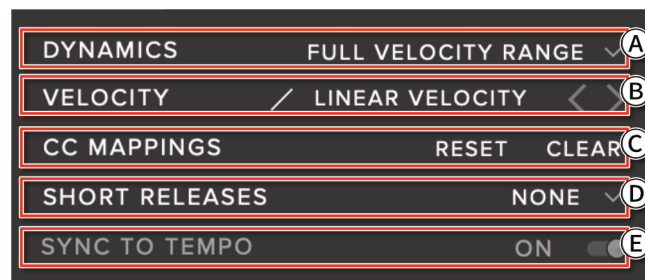 DYNAMICS FULL VELOCITY RANGE A
VELOCITY LINEAR VELOCITY B
CC MAPPINGS RESET CLEAR C
SHORT RELEASES NONE D
SYNC TO TEMPO ON E